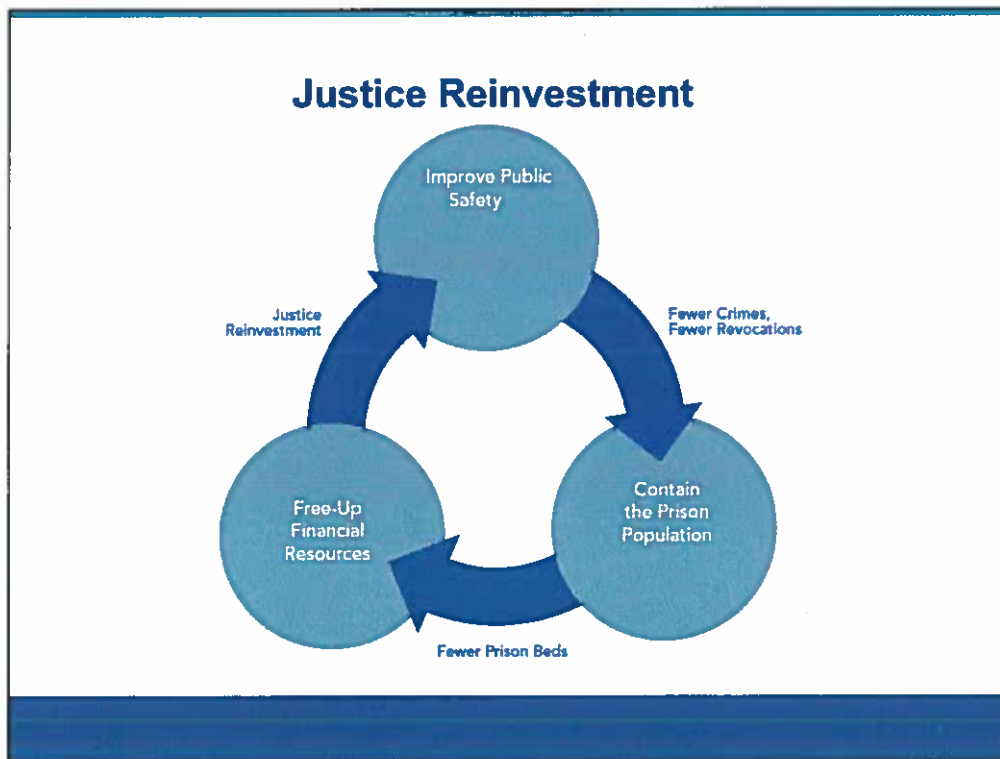 Justice Reinvestment
Improve Public
Safety
Justice
Reinvestment
Fewer Crimes,
Fewer Revocations
Free-Up
Financial
Resources
Contain
the Prison
Population
Fewer Prison Beds